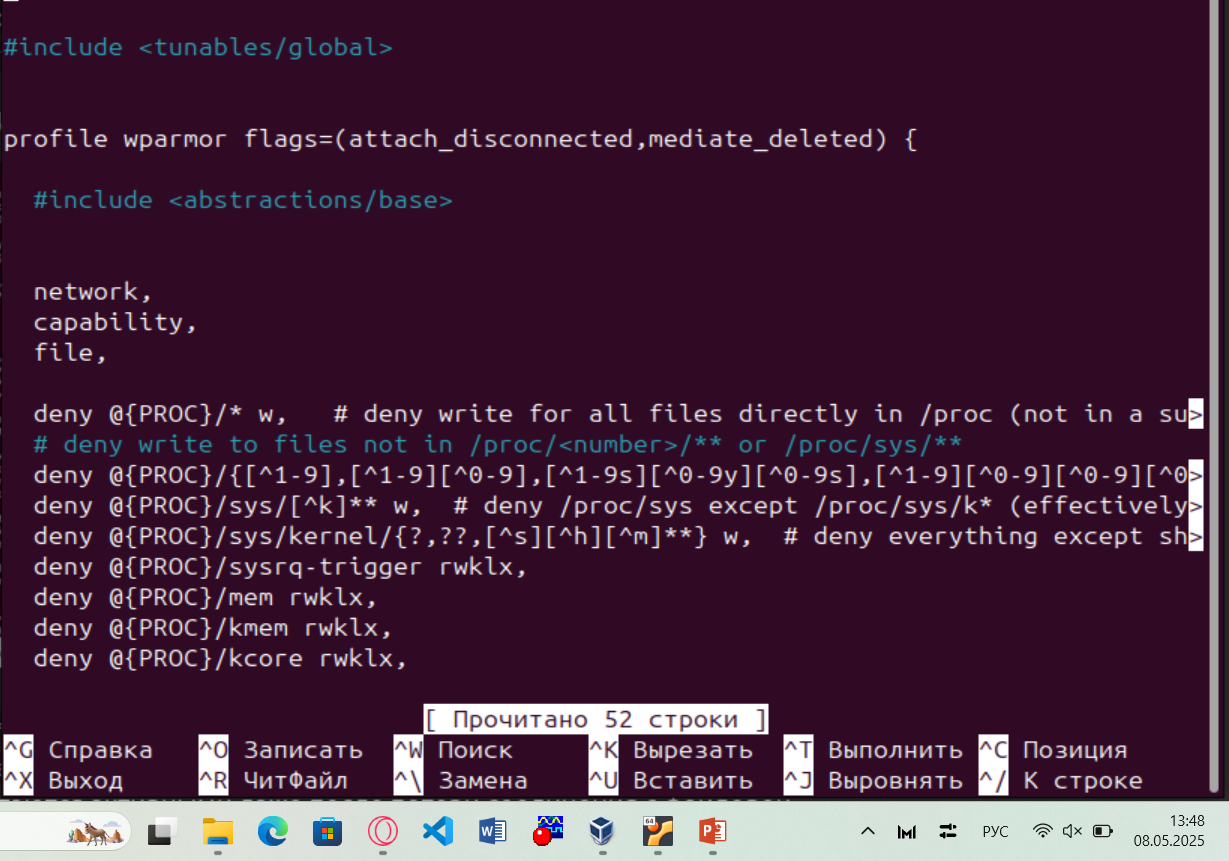 #include <tunables/global>
profile wparmor flags=(attach_disconnected,mediate_deleted) {
#include <abstractions/base>
network,
capability,
file,
deny @{PROC}/* w,   # deny write for all files directly in /proc (not in a su>
# deny write to files not in /proc/<number>/** or /proc/sys/**
deny @{PROC}/{[^1-9],[^1-9][^0-9],[^1-9s][^0-9y][^0-9s],[^1-9][^0-9][^0-9][^0>
deny @{PROC}/sys/[^k]** w,  # deny /proc/sys except /proc/sys/k* (effectively>
deny @{PROC}/sys/kernel/{?,??,[^s][^h][^m]**} w,  # deny everything except sh>
deny @{PROC}/sysrq-trigger rwklx,
deny @{PROC}/mem rwklx,
deny @{PROC}/kmem rwklx,
deny @{PROC}/kcore rwklx,
[ Прочитано 52 строки ]
^G Справка ^O Записать ^W Поиск ^K Вырезать ^T Выполнить ^C Позиция
^X Выход ^R ЧитФайл ^\ Замена ^U Вставить ^J Выровнять ^/ К строке
64
РУС
13:48
08.05.2025